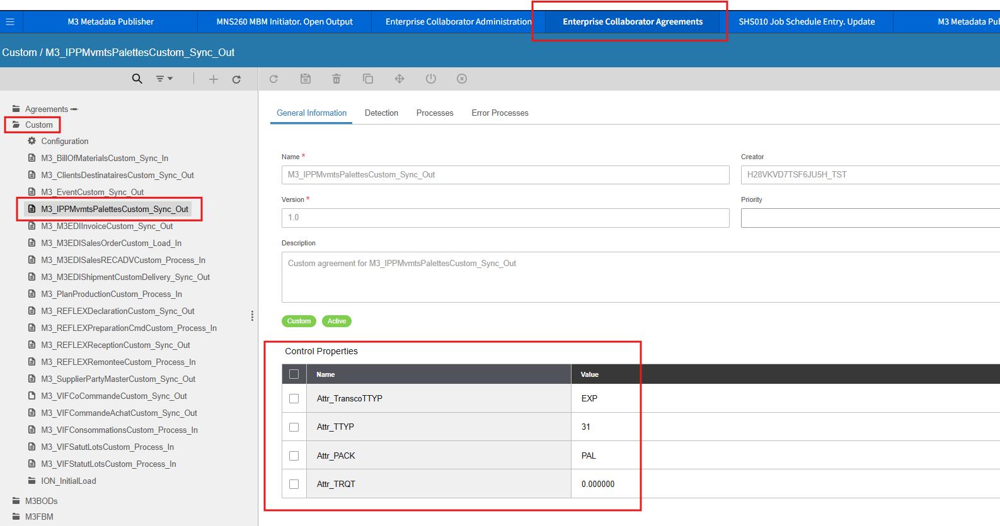 M3 Metadata Publisher
MNS260 MBM Initiator. Open Output
Enterprise Collaborator Administration
Enterprise Collaborator Agreements
SHS010 Job Schedule Entry. Update
M3 Metadata Pub
Custom / M3_IPPMvmtsPalettesCustom_Sync_Out
Agreements
Custom
Configuration
M3_BillOfMaterialsCustom_Sync_In
M3_ClientsDestinatairesCustom_Sync_Out
M3_EventCustom_Sync_Out
M3_IPPMvmtsPalettesCustom_Sync_Out
M3_M3EDIInvoiceCustom_Sync_Out
M3_M3EDISalesOrderCustom_Load_In
M3_M3EDISalesRECADVCustom_Process_In
M3_M3EDIShipmentCustomDelivery_Sync_Out
M3_PlanProductionCustom_Process_In
M3_REFLEXDeclarationCustom_Sync_Out
M3_REFLEXPreparationCmdCustom_Process_In
M3_REFLEXReceptionCustom_Sync_Out
M3_REFLEXRemonteeCustom_Process_In
M3_SupplierPartyMasterCustom_Sync_Out
M3_VIFCoCommandeCustom_Sync_Out
M3_VIFCommandeAchatCustom_Sync_Out
M3_VIFConsommationsCustom_Process_In
M3_VIFSatutLotsCustom_Process_In
M3_VIFStatutLotsCustom_Process_In
ION_InitialLoad
M3BODs
M3FBM
General Information
Detection
Processes
Error Processes
Name *
M3_IPPMvmtsPalettesCustom_Sync_Out
Creator
H28VKVD7TSF6JU5H_TST
Version *
1.0
Priority
Description
Custom agreement for M3_IPPMvmtsPalettesCustom_Sync_Out
Custom
Active
Control Properties
Name Value
Attr_TranscoTTYP EXP
Attr_TTYP 31
Attr_PACK PAL
Attr_TRQT 0.000000